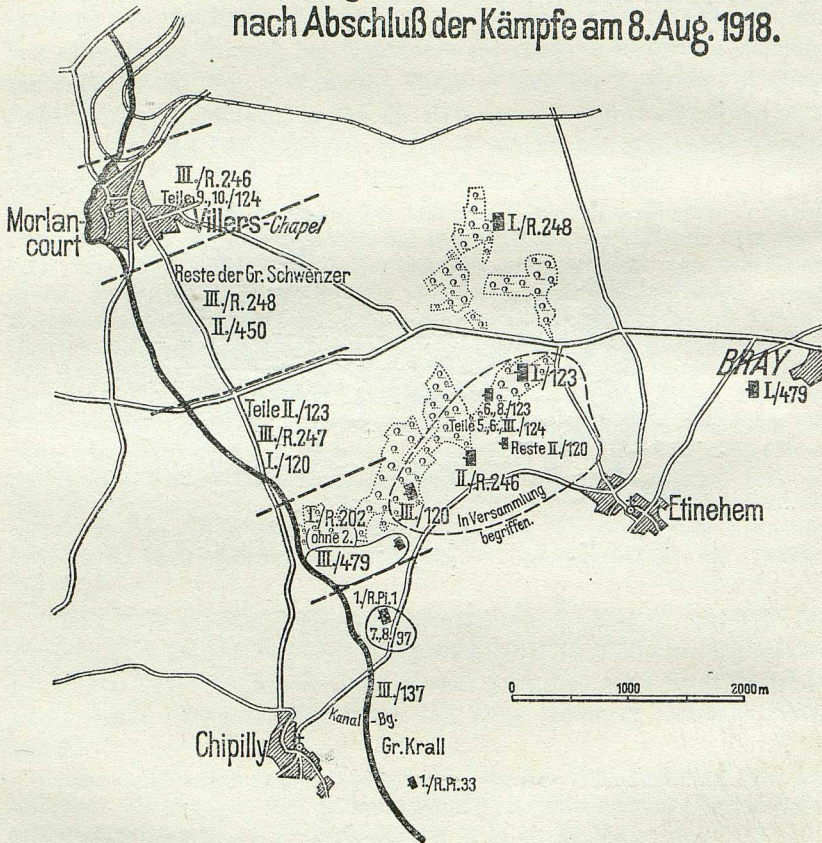 nach Abschluß der Kämpfe am 8. Aug. 1918.
III./R.246
Teile 9., 10./124
Morlan-
court
Villers-Chapel
I./R.248
Reste der Gr. Schwenzer
III./R.248
II./450
BRAY
I./479
I./123
6., 8./123
Teile 5., 6., III./124
Reste II./120
Teile II./123
III./R.247
I./120
II./R.246
III./120
In Versammlung
begriffen.
Etinehem
I./R.202
(ohne 2.)
III./479
1./R.Pi.1
7., 8./97
0 1000 2000m
III./137
Kanal-Bg.
Chipilly
Gr. Krall
1./R.Pi.33